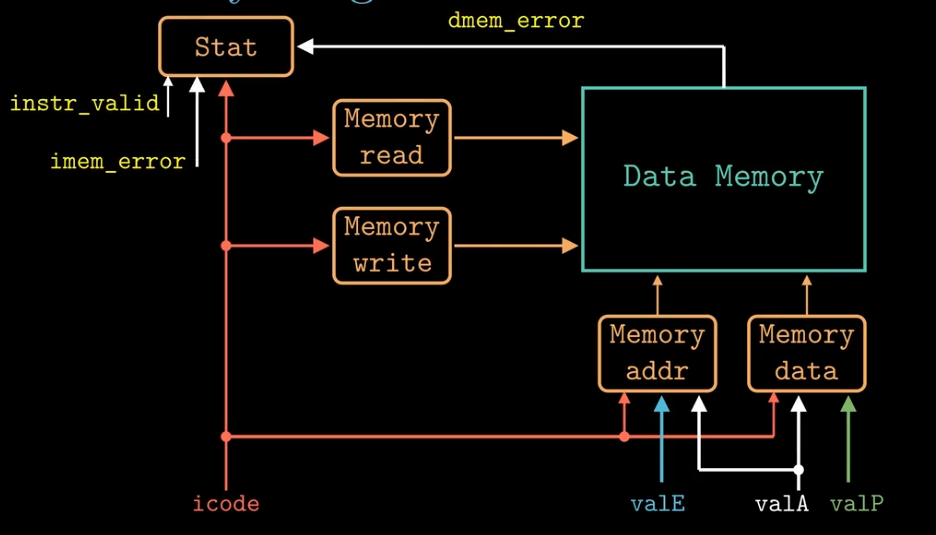 dmem_error
Stat
instr_valid
imem_error
Memory
read
Data Memory
Memory
write
Memory
addr
Memory
data
icode
valE
valA
valP